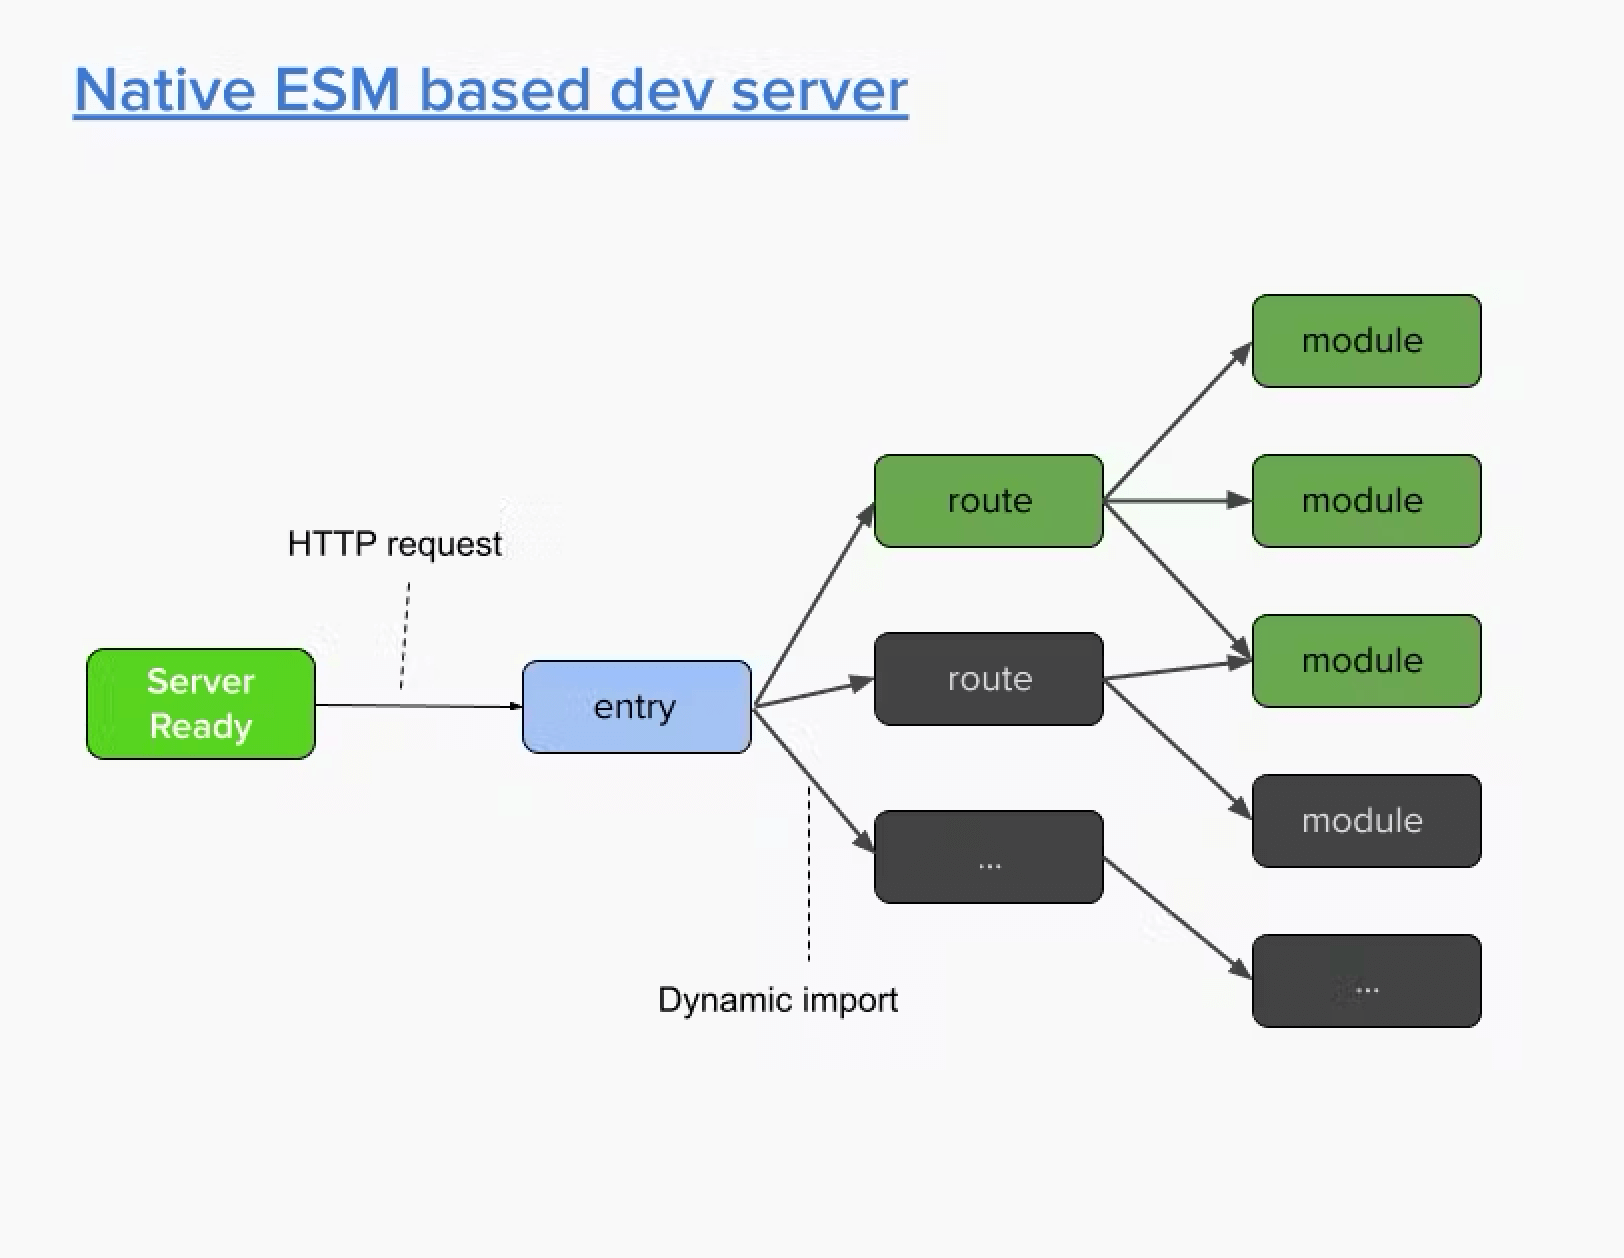 Native ESM based dev server
HTTP request
Server
Ready
entry
route
route
...
Dynamic import
module
module
module
module
...